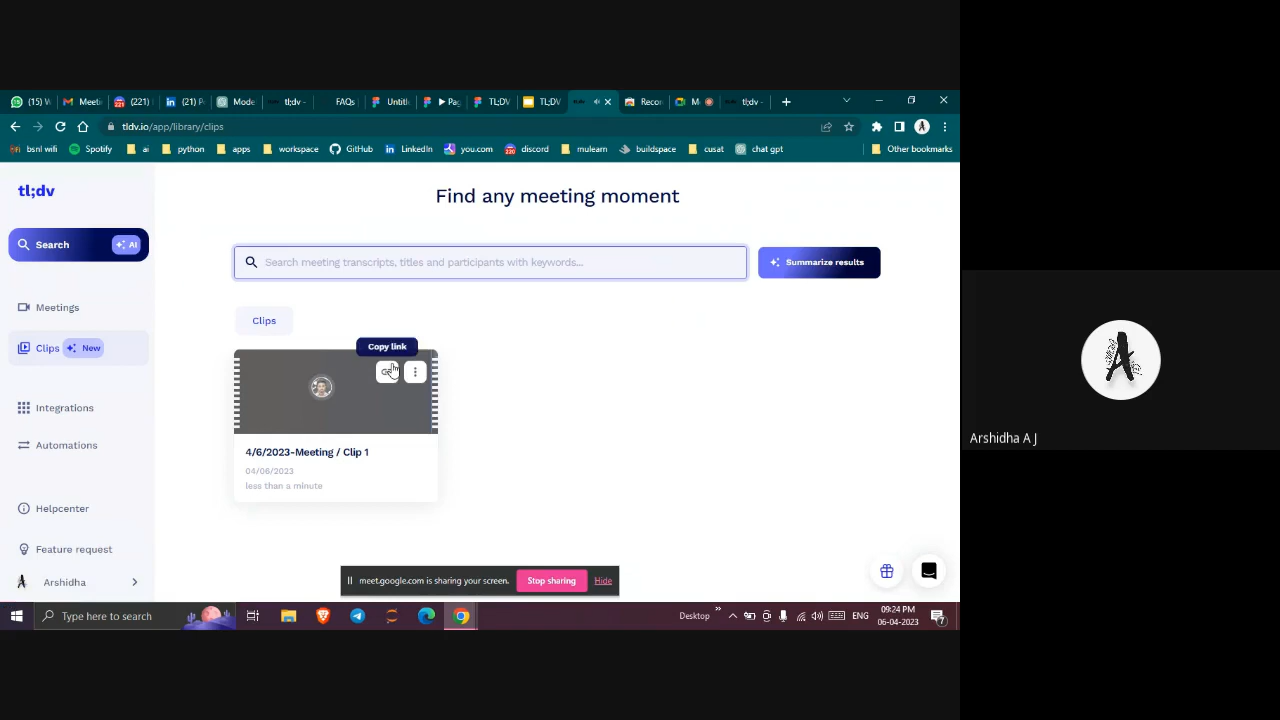 (15) W
Meeti
(221)
(21) P
Mode
tl;dv -
FAQs
Untitl
Pag
TL;DV
TL;DV
tl;dv
Recor
M
tl;dv -
tldv.io/app/library/clips
bsnl wifi
Spotify
ai
python
apps
workspace
GitHub
LinkedIn
you.com
discord
mulearn
buildspace
cusat
chat gpt
Other bookmarks
tl;dv
Find any meeting moment
Search
AI
Search meeting transcripts, titles and participants with keywords...
Summarize results
Meetings
Clips
Clips New
Copy link
Integrations
Automations
4/6/2023-Meeting / Clip 1
04/06/2023
less than a minute
Arshidha A J
Helpcenter
Feature request
Arshidha
meet.google.com is sharing your screen.
Stop sharing
Hide
Type here to search
Desktop
ENG
09:24 PM
06-04-2023
7